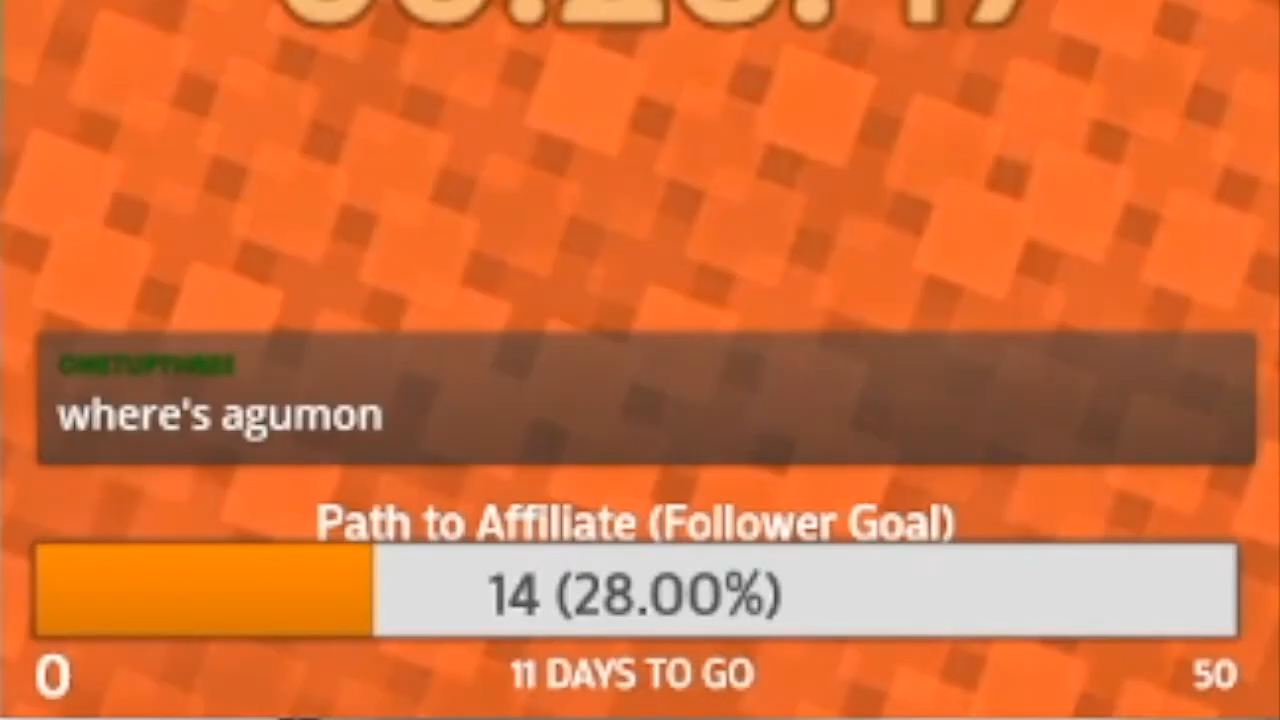 where's agumon
Path to Affiliate (Follower Goal)
14 (28.00%)
0 11 DAYS TO GO 50